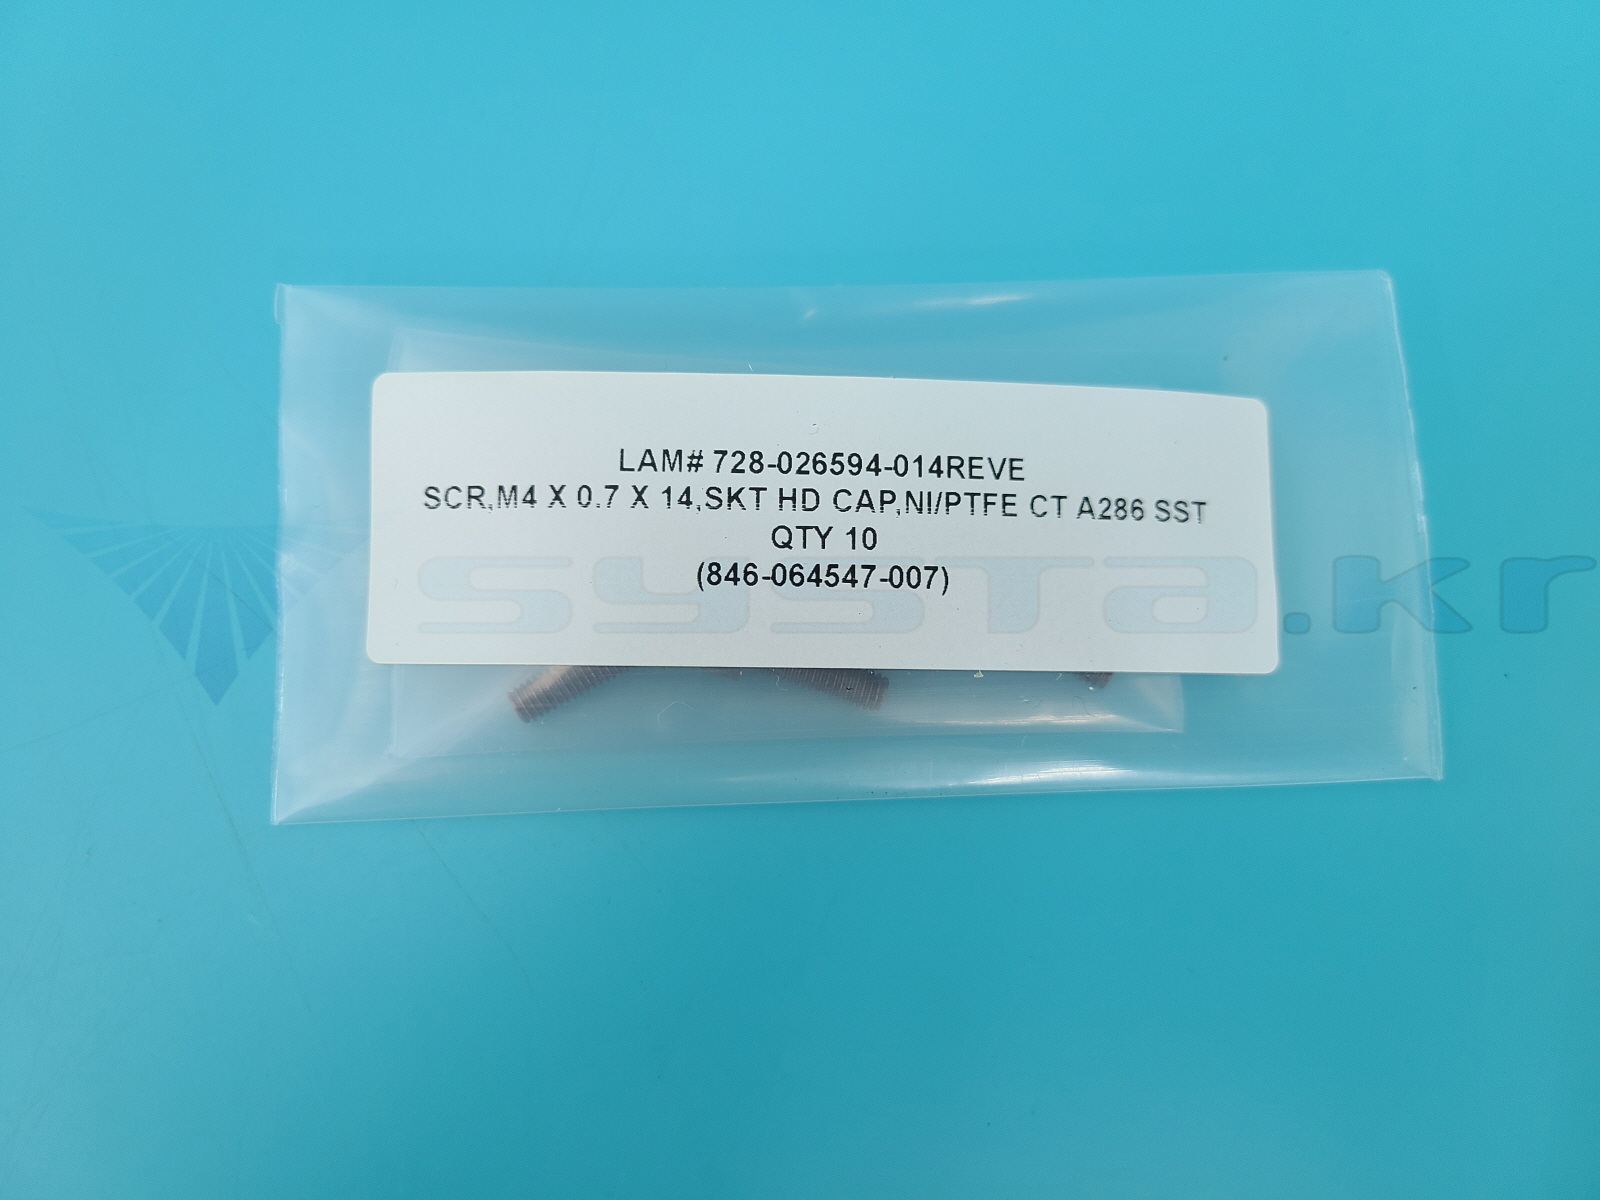 LAM# 728-026594-014REVE
SCR,M4 X 0.7 X 14,SKT HD CAP,NI/PTFE CT A286 SST
QTY 10
(846-064547-007)
systa.kr